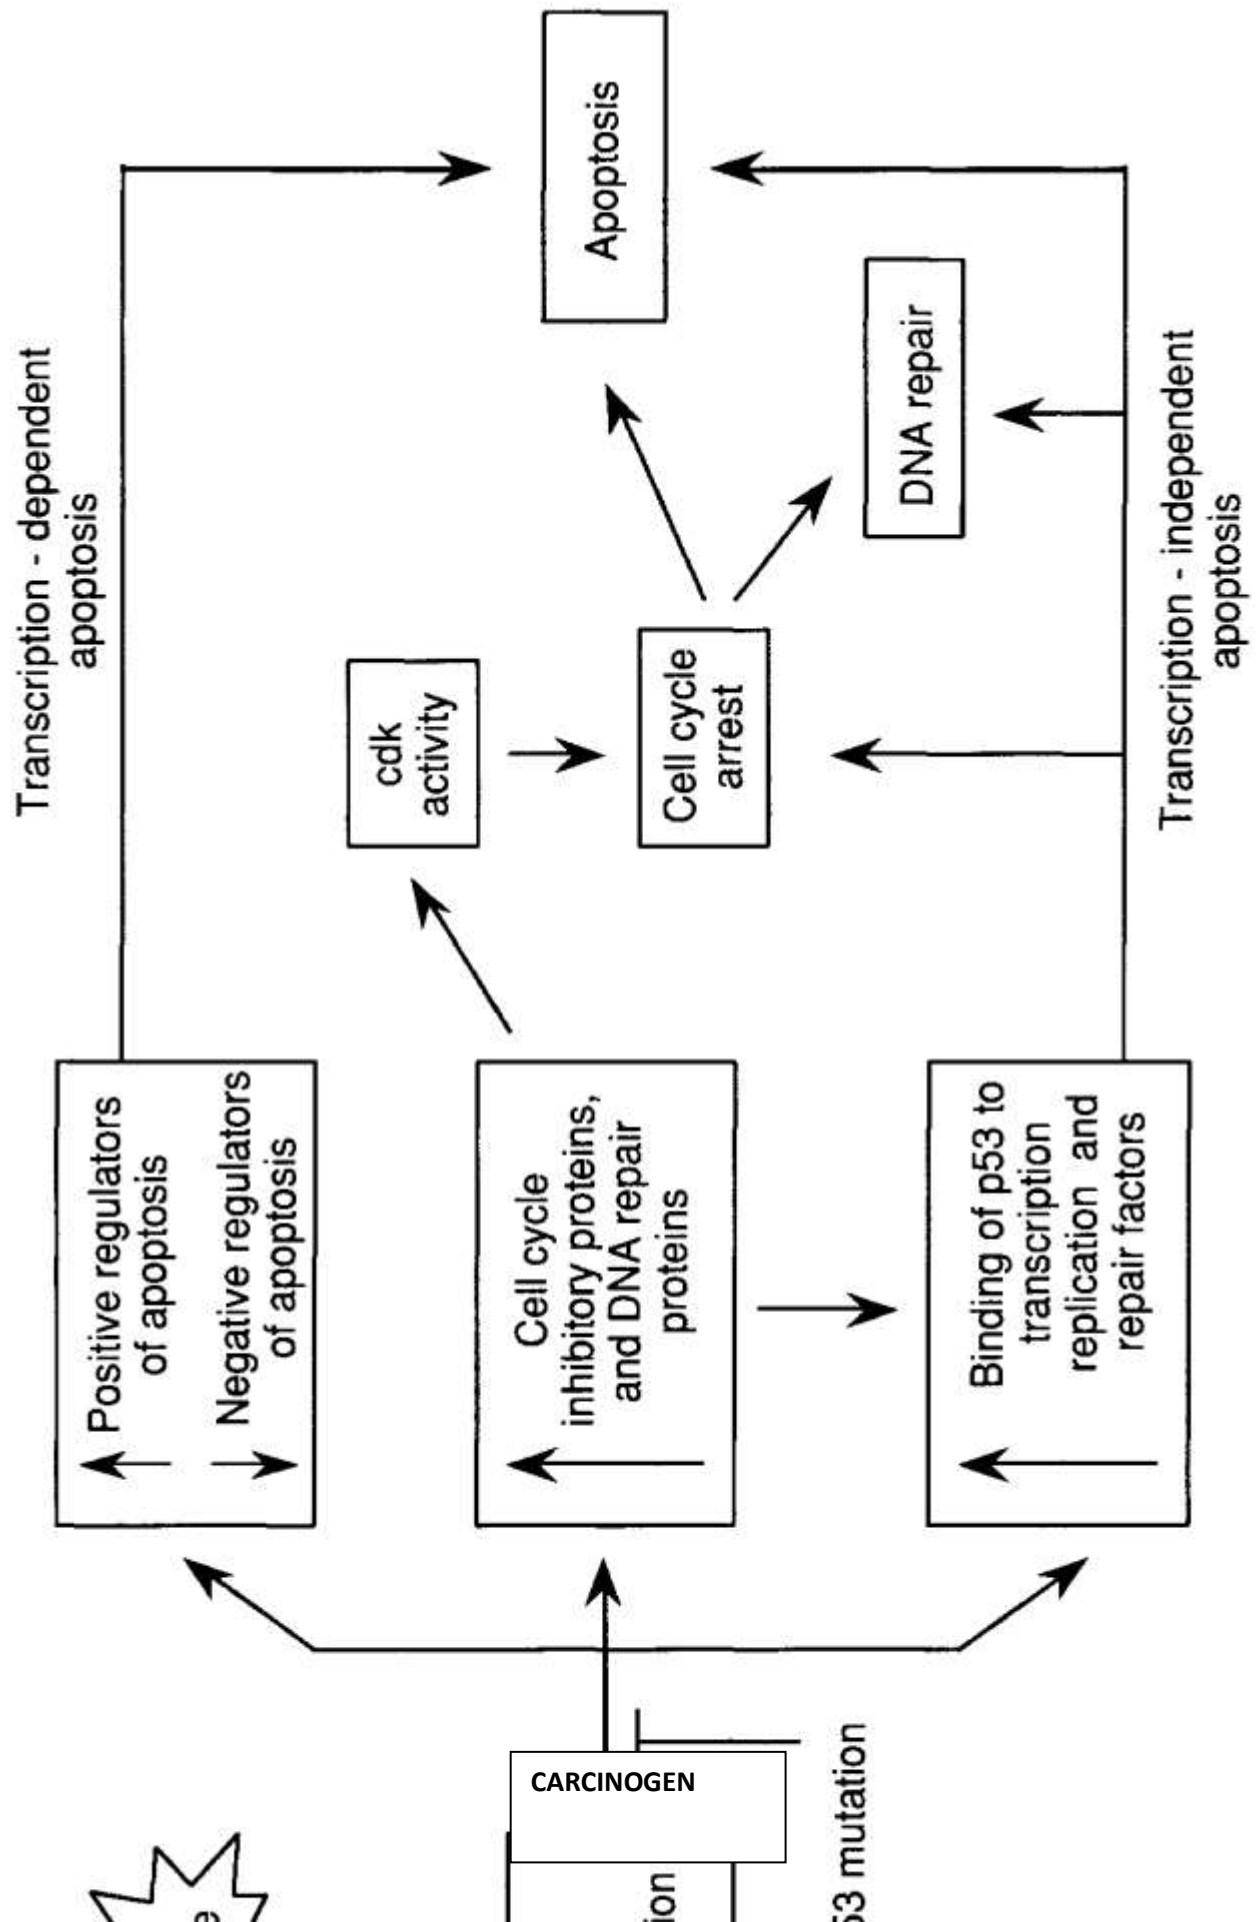 Transcription - dependent
apoptosis
Positive regulators
of apoptosis
Negative regulators
of apoptosis
cdk
activity
Apoptosis
Cell cycle
inhibitory proteins,
and DNA repair
proteins
Cell cycle
arrest
DNA repair
Binding of p53 to
transcription
replication and
repair factors
Transcription - independent
apoptosis
CARCINOGEN
53 mutation